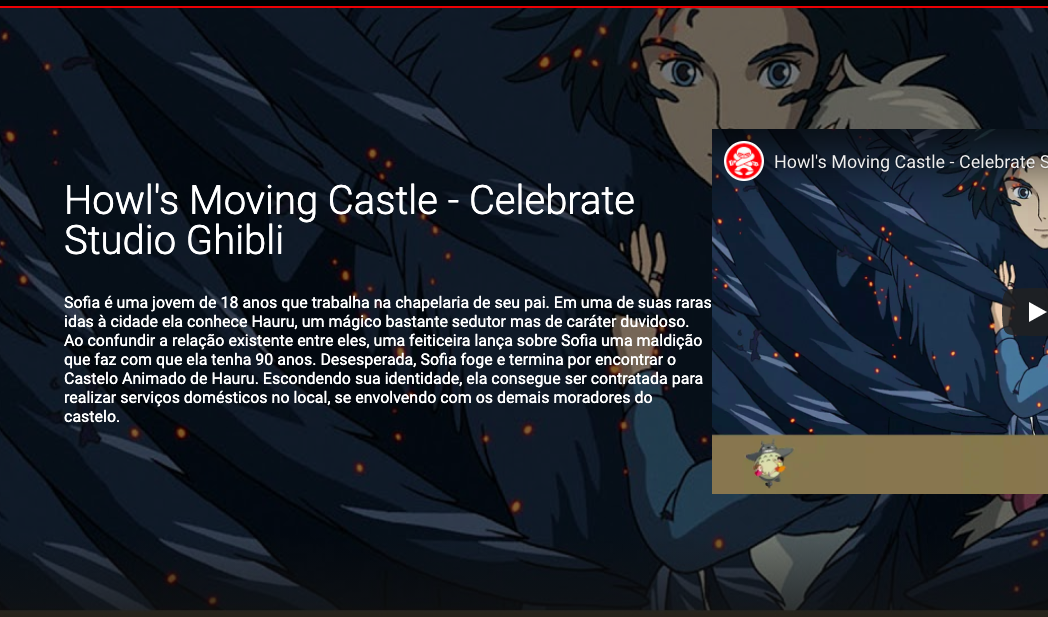 Howl's Moving Castle - Celebrate
Studio Ghibli
Sofia é uma jovem de 18 anos que trabalha na chapelaria de seu pai. Em uma de suas raras
idas à cidade ela conhece Hauru, um mágico bastante sedutor mas de caráter duvidoso.
Ao confundir a relação existente entre eles, uma feiticeira lança sobre Sofia uma maldição
que faz com que ela tenha 90 anos. Desesperada, Sofia foge e termina por encontrar o
Castelo Animado de Hauru. Escondendo sua identidade, ela consegue ser contratada para
realizar serviços domésticos no local, se envolvendo com os demais moradores do
castelo.
Howl's Moving Castle - Celebrate S